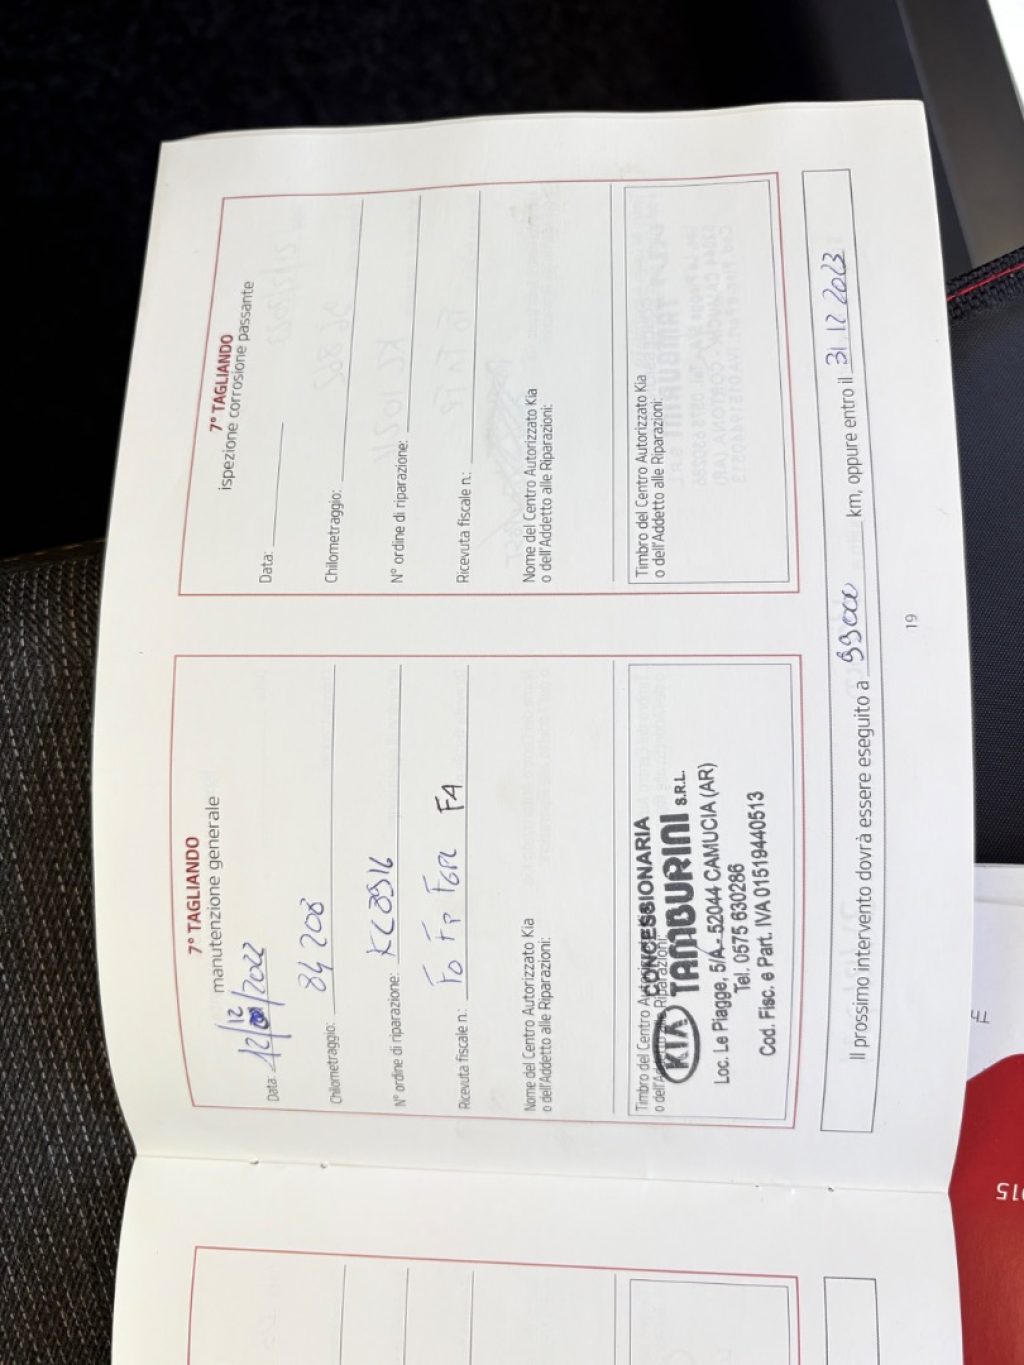 7° TAGLIANDO
manutenzione generale
Data: 12/12/2022
Chilometraggio: 84 208
N° ordine di riparazione: KC8916
Ricevuta fiscale n.: FO FP FGPL FA
Nome del Centro Autorizzato Kia
o dell'Addetto alle Riparazioni:
Timbro del Centro Autorizzato Kia
o dell'Addetto alle Riparazioni:
CONCESSIONARIA
KIA TAMBURINI S.R.L.
Loc. Le Piagge, 5/A - 52044 CAMUCIA (AR)
Tel. 0575 630286
Cod. Fisc. e Part. IVA 01519440513
7° TAGLIANDO
ispezione corrosione passante
Data:
Chilometraggio:
N° ordine di riparazione:
Ricevuta fiscale n.:
Nome del Centro Autorizzato Kia
o dell'Addetto alle Riparazioni:
Timbro del Centro Autorizzato Kia
o dell'Addetto alle Riparazioni:
Il prossimo intervento dovrà essere eseguito a 99000 km, oppure entro il 31 12 2023
19